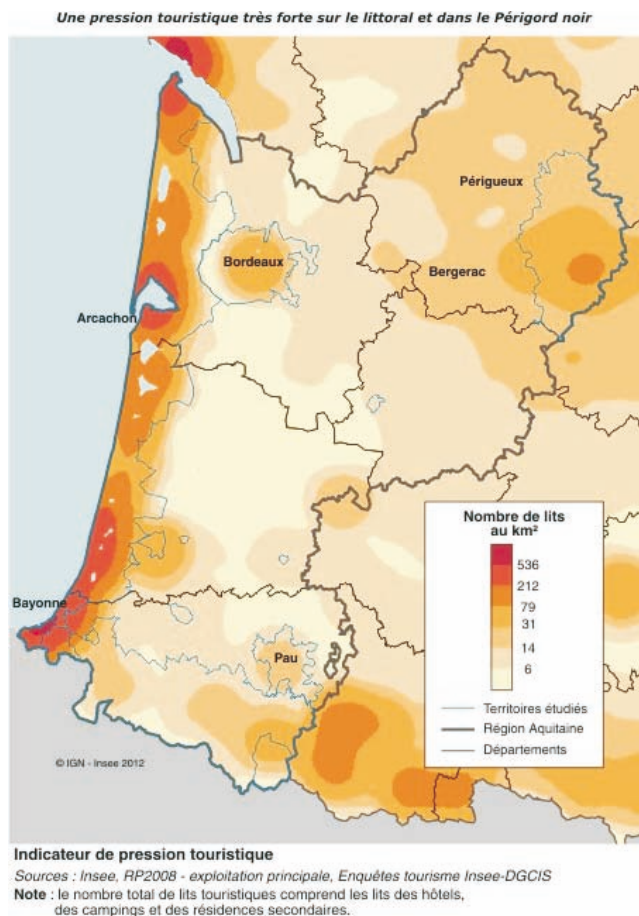 Une pression touristique très forte sur le littoral et dans le Périgord noir
Périgueux
Bordeaux
Bergerac
Arcachon
Nombre de lits
au km²
536
212
79
31
14
6
Bayonne
Pau
Territoires étudiés
Région Aquitaine
Départements
© IGN - Insee 2012
Indicateur de pression touristique
Sources : Insee, RP2008 - exploitation principale, Enquêtes tourisme Insee-DGCIS
Note : le nombre total de lits touristiques comprend les lits des hôtels,
des campings et des résidences secondaires.